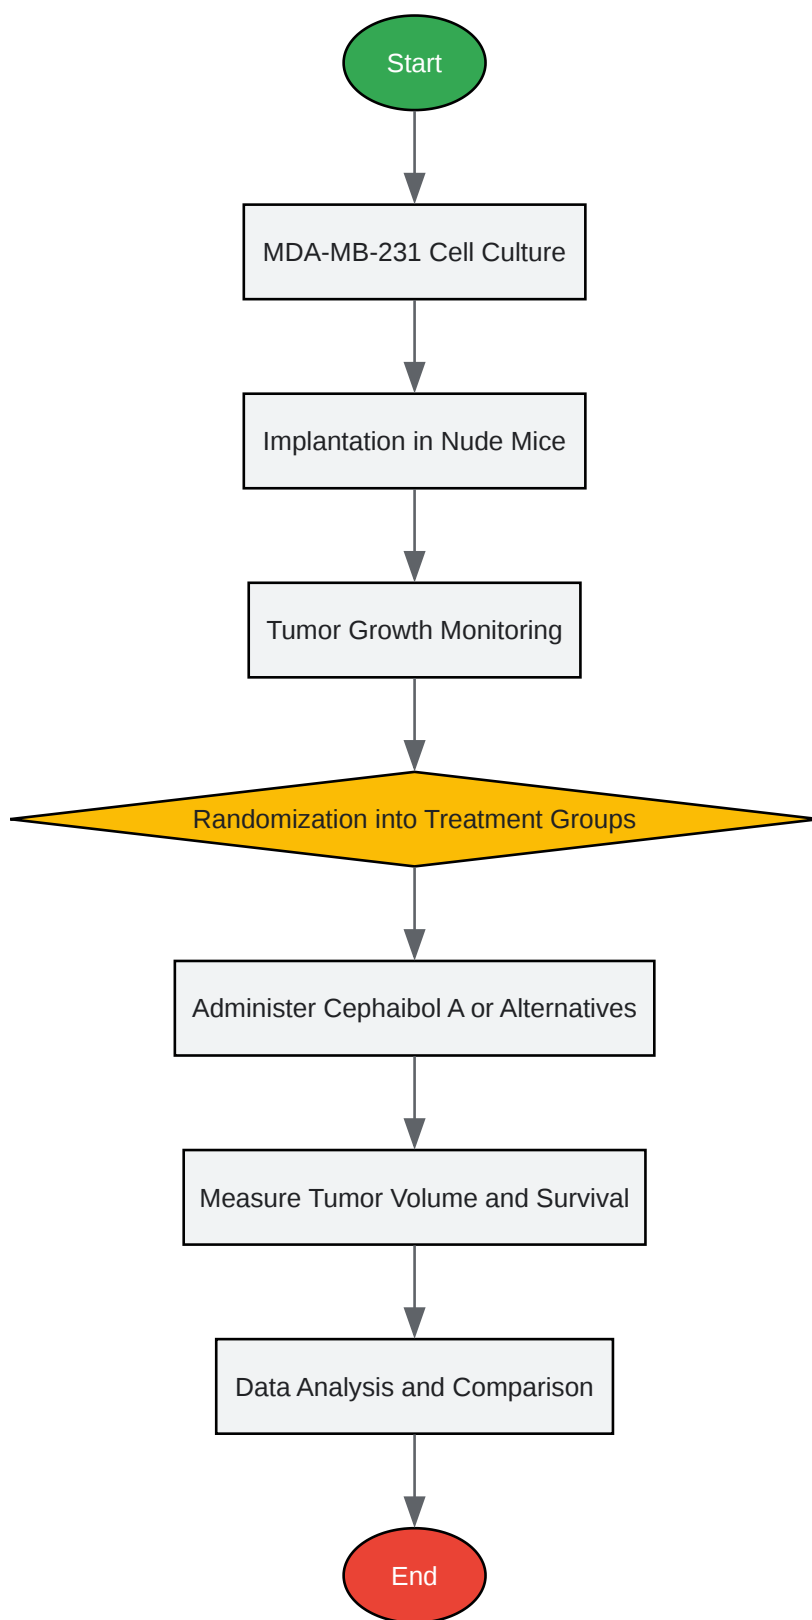 Start
MDA-MB-231 Cell Culture
Implantation in Nude Mice
Tumor Growth Monitoring
Randomization into Treatment Groups
Administer Cephaibol A or Alternatives
Measure Tumor Volume and Survival
Data Analysis and Comparison
End